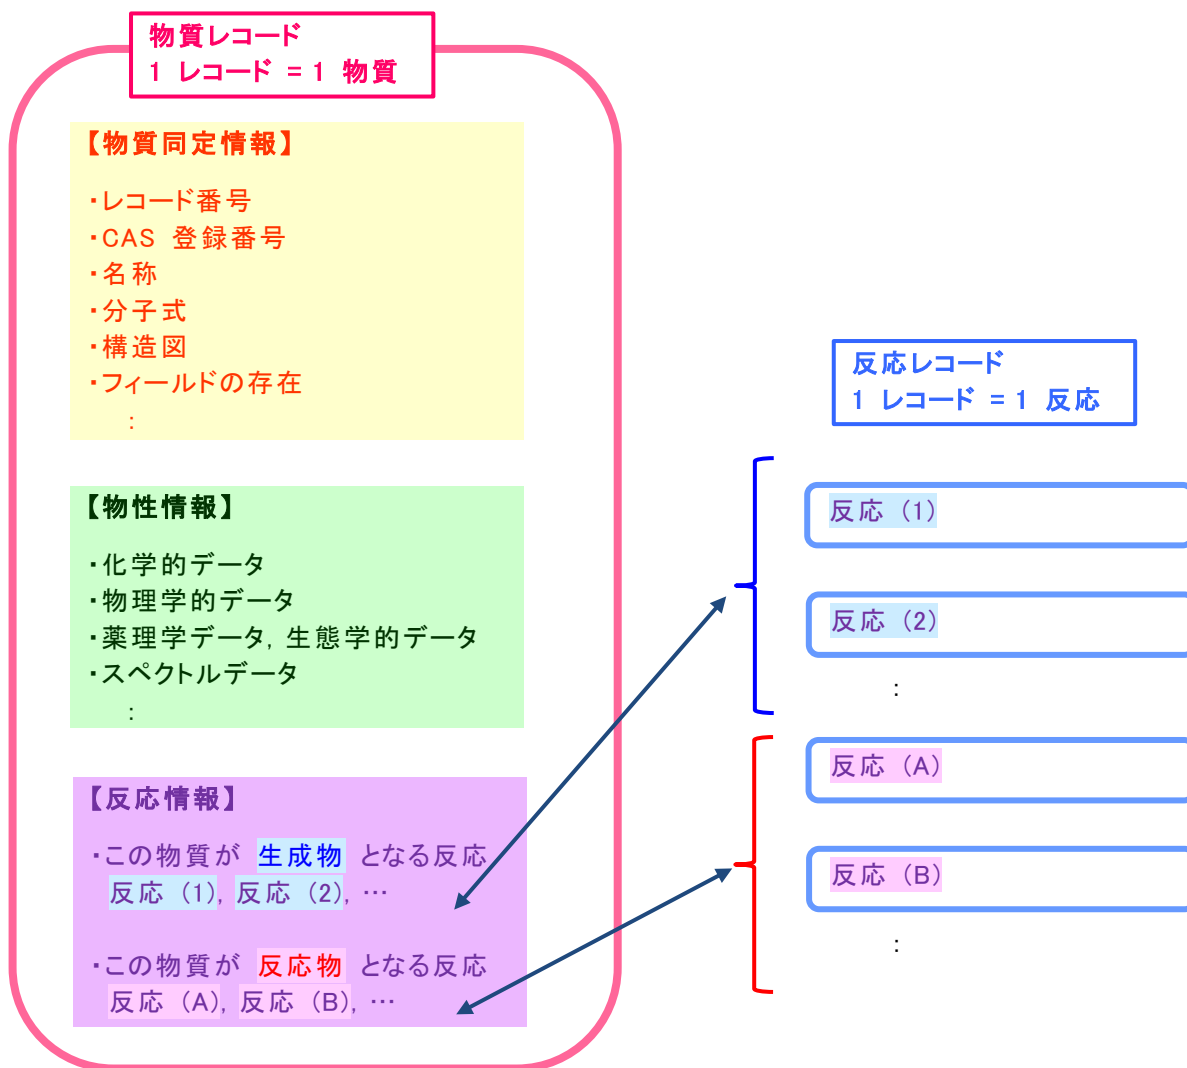 物質レコード
1 レコード = 1 物質
【物質同定情報】
・レコード番号
・CAS 登録番号
・名称
・分子式
・構造図
・フィールドの存在
:
【物性情報】
・化学的データ
・物理学的データ
・薬理学データ, 生態学的データ
・スペクトルデータ
:
【反応情報】
・この物質が 生成物 となる反応
反応 (1), 反応 (2), …
・この物質が 反応物 となる反応
反応 (A), 反応 (B), …
反応レコード
1 レコード = 1 反応
反応 (1)
反応 (2)
:
反応 (A)
反応 (B)
: